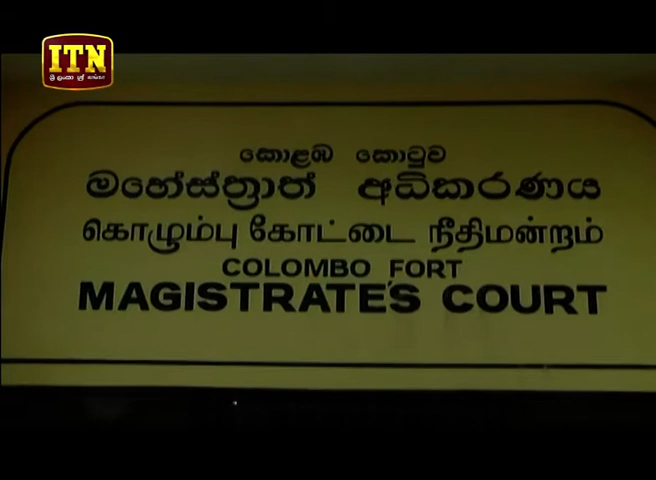 ITN
කොළඹ කොටුව
මහේස්ත්‍රාත් අධිකරණය
கொழும்பு கோட்டை நீதிமன்றம்
COLOMBO FORT
MAGISTRATE'S COURT